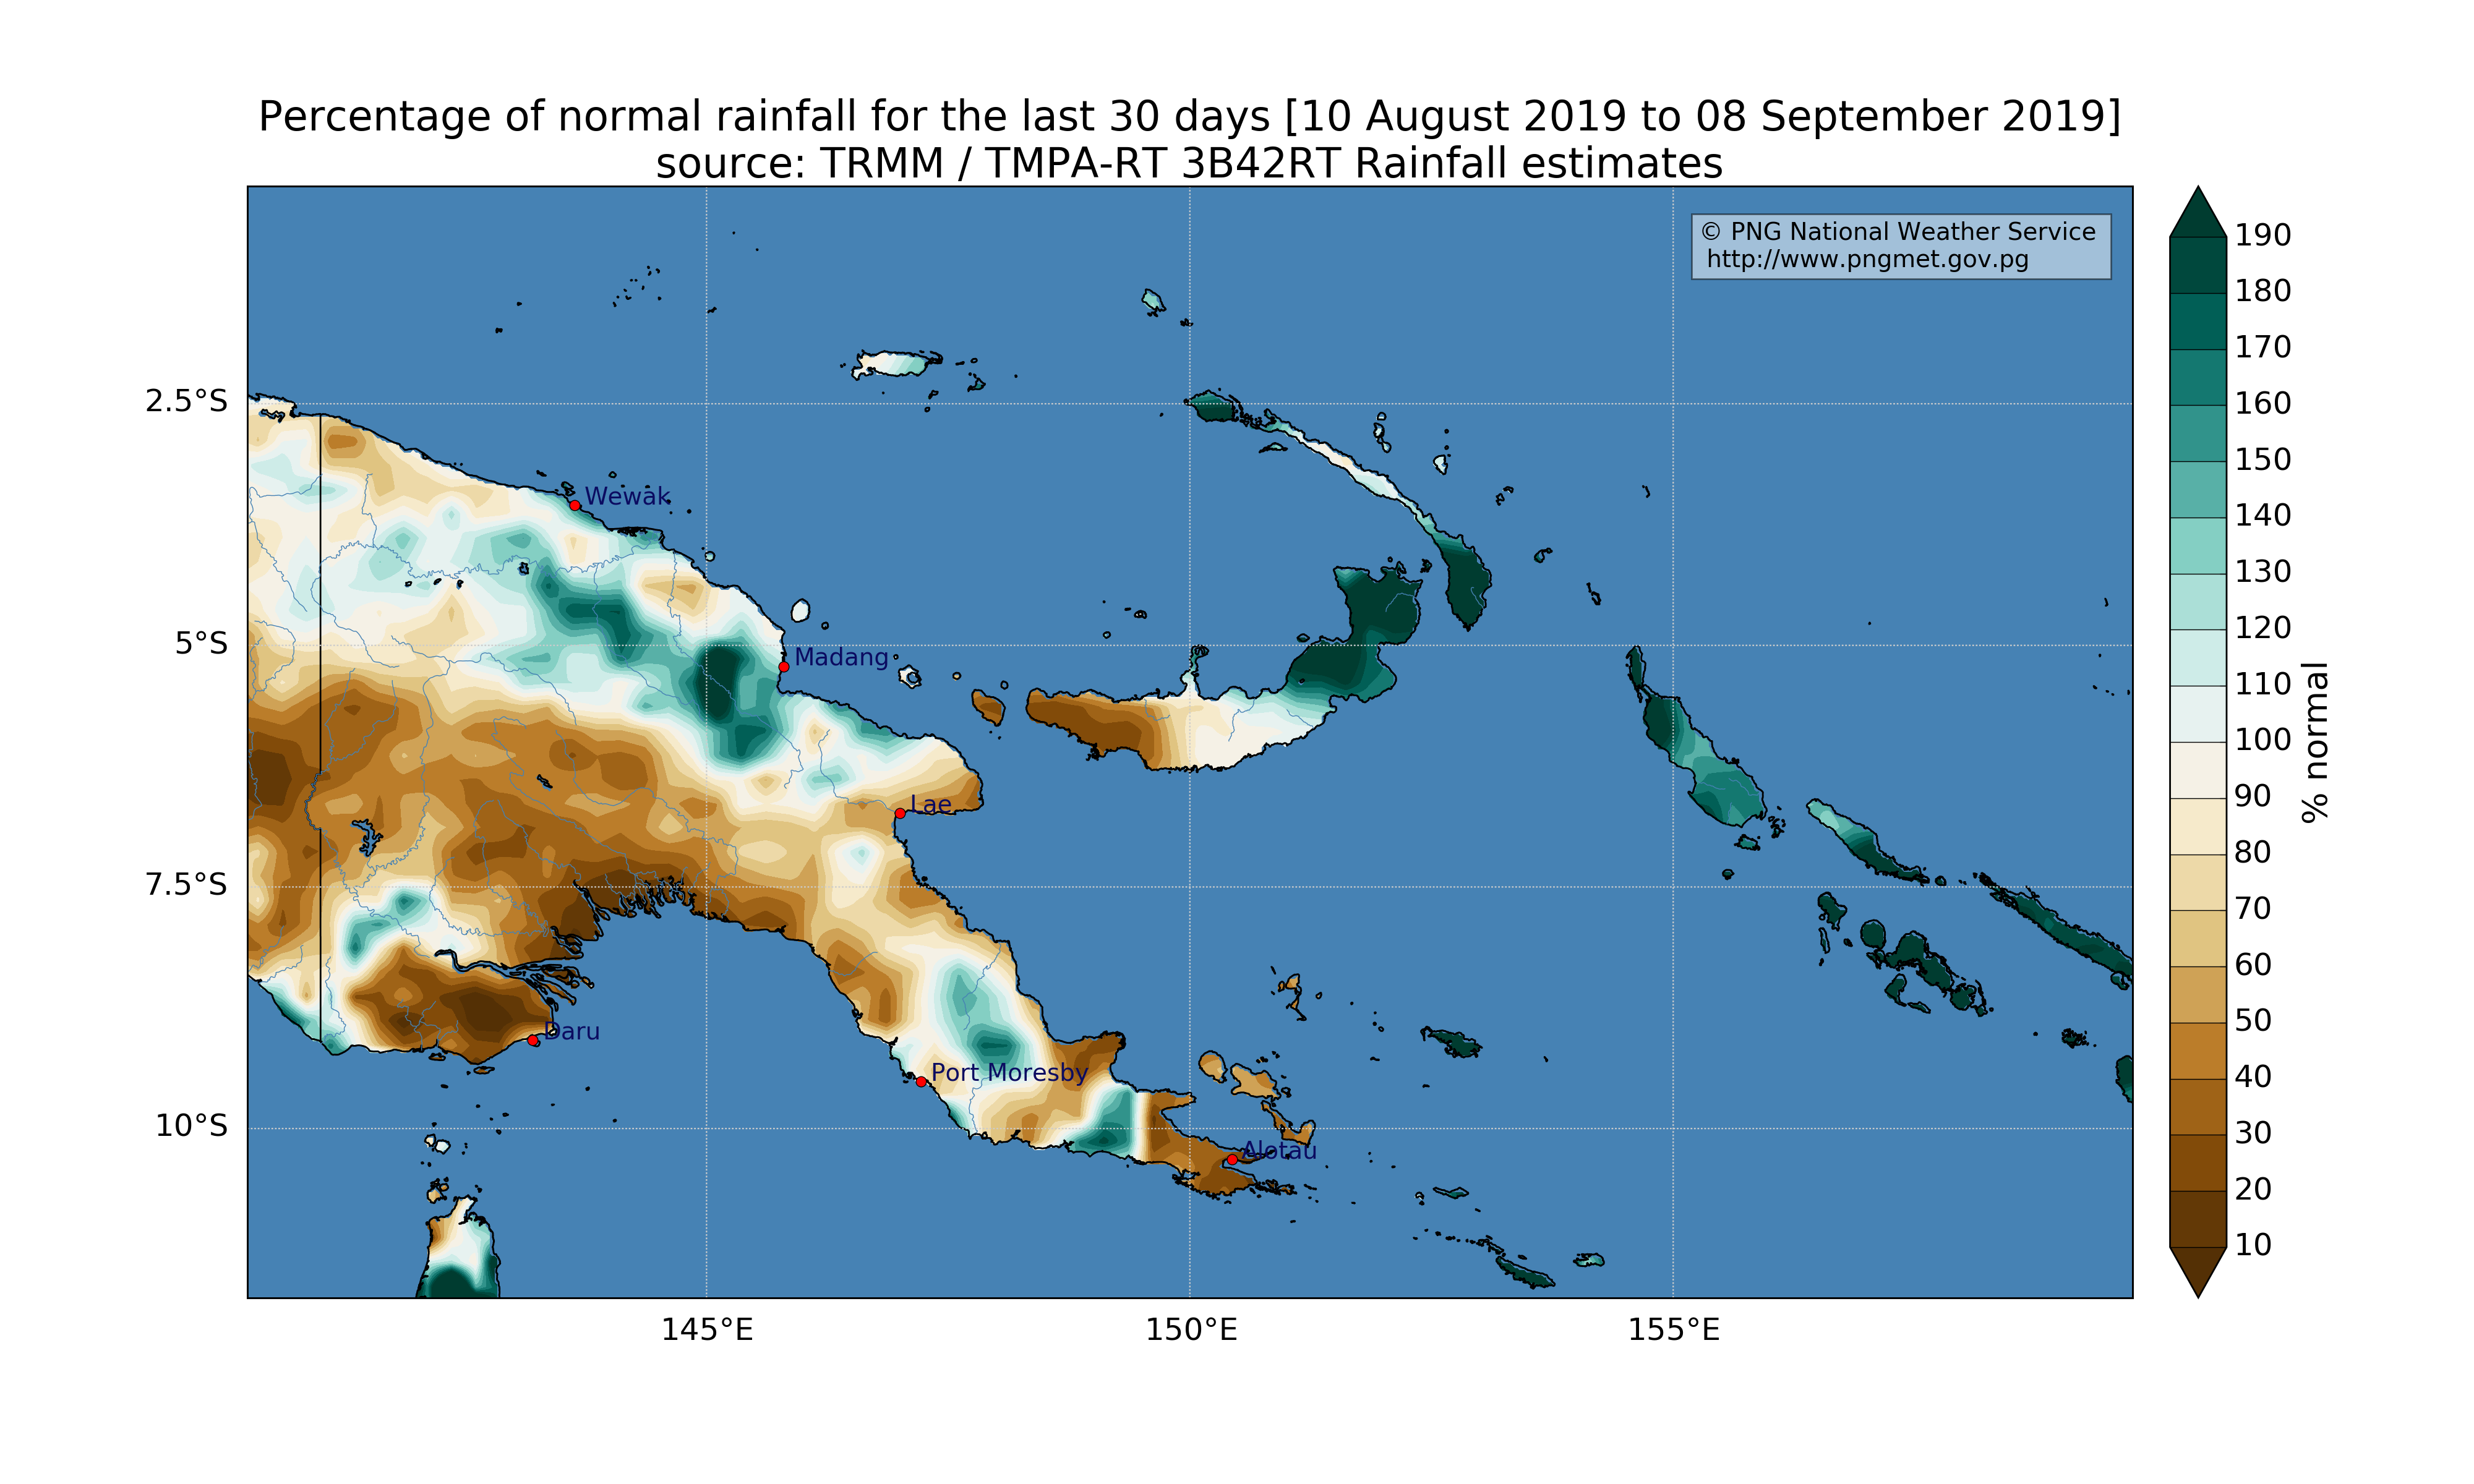 Percentage of normal rainfall for the last 30 days [10 August 2019 to 08 September 2019]
source: TRMM / TMPA-RT 3B42RT Rainfall estimates
© PNG National Weather Service
http://www.pngmet.gov.pg
190
180
170
160
150
140
130
120
110
100
90
80
70
60
50
40
30
20
10
% normal
2.5°S
5°S
7.5°S
10°S
Wewak
Madang
Lae
Daru
Port Moresby
Alotau
145°E
150°E
155°E